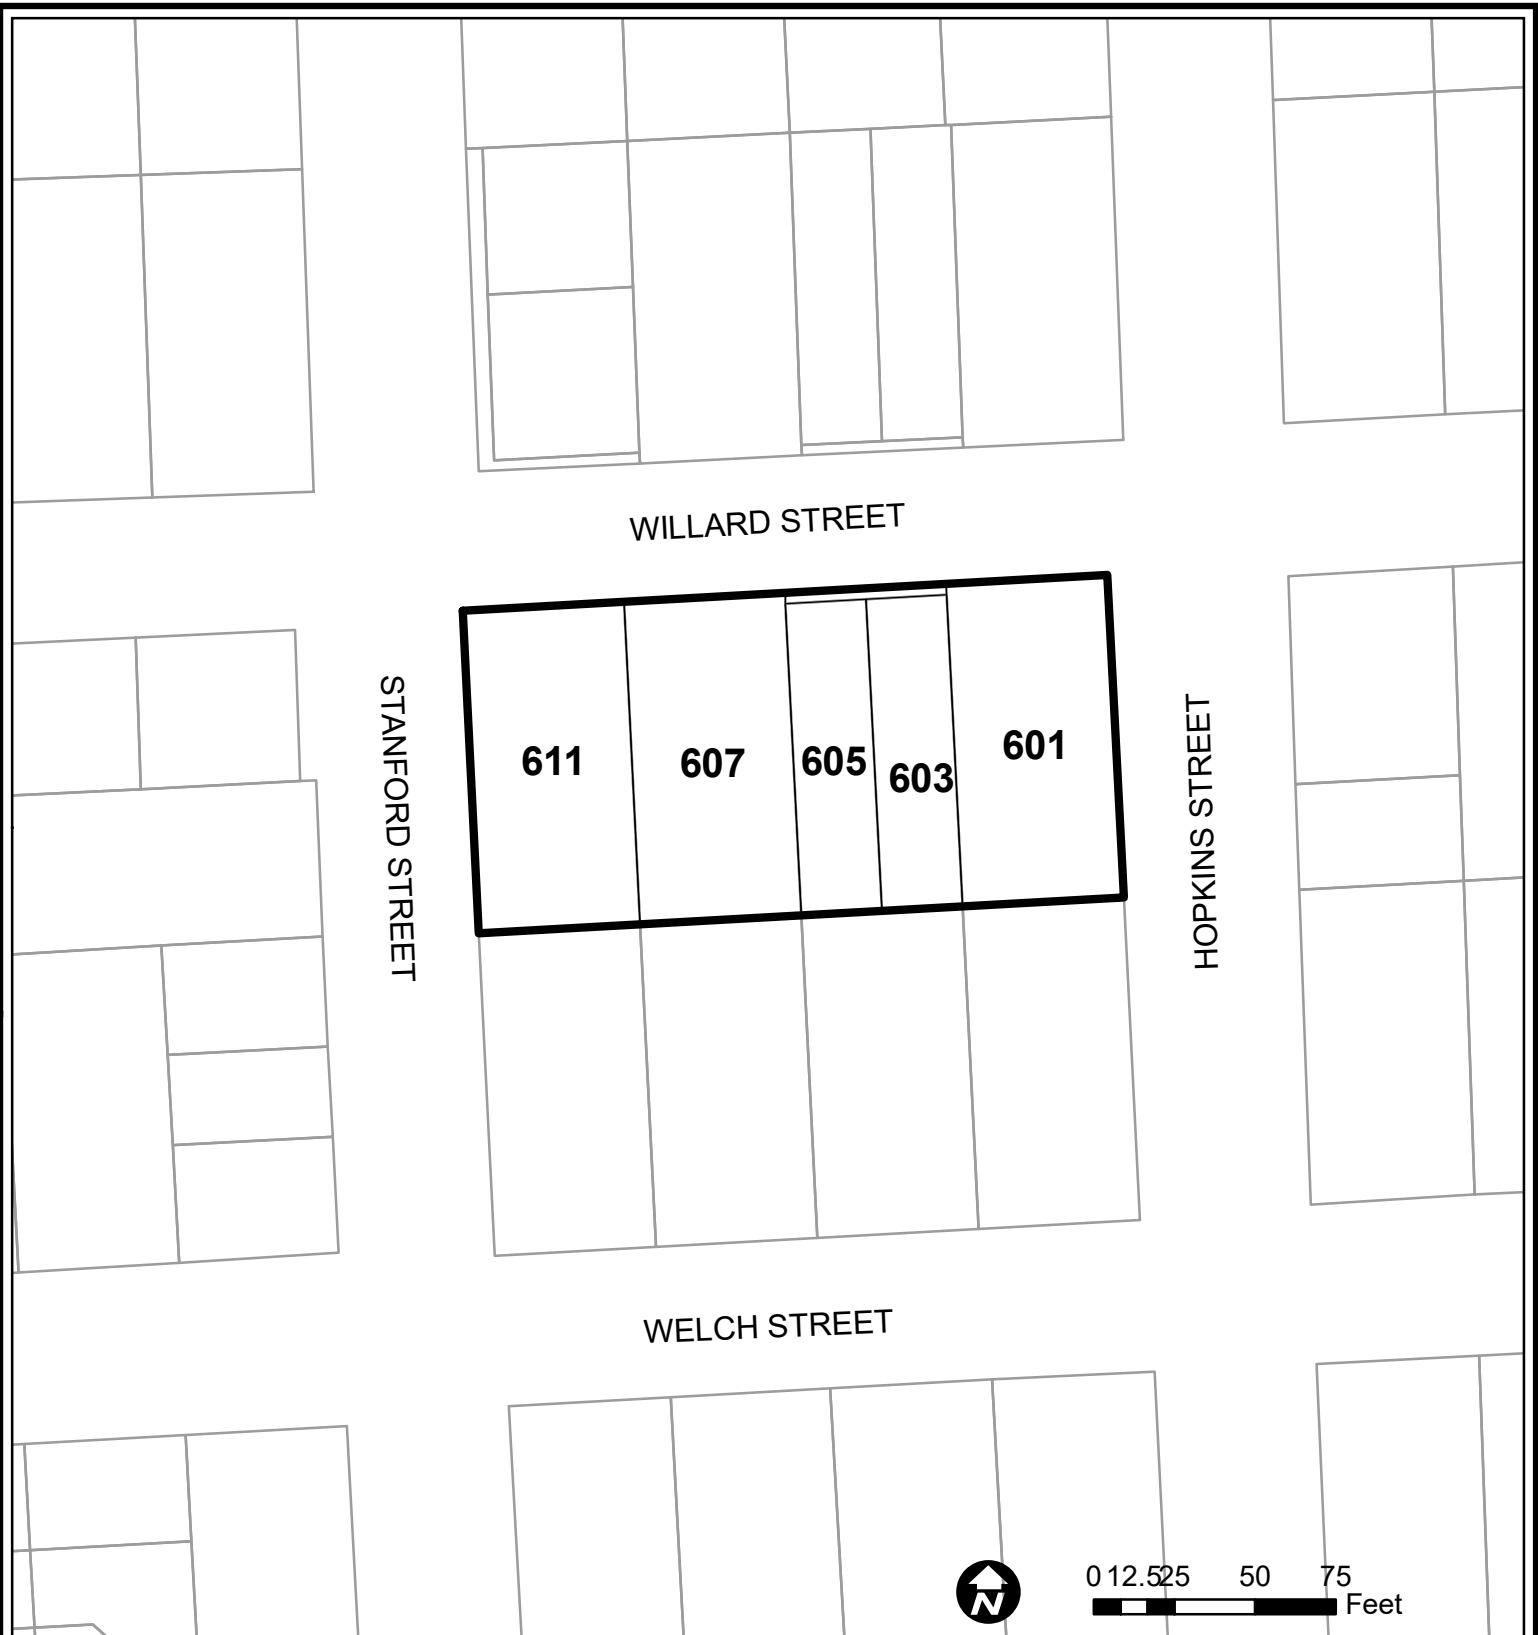 WILLARD STREET
STANFORD STREET
611
607
605
603
601
HOPKINS STREET
WELCH STREET
N
0 12.5 25 50 75
Feet